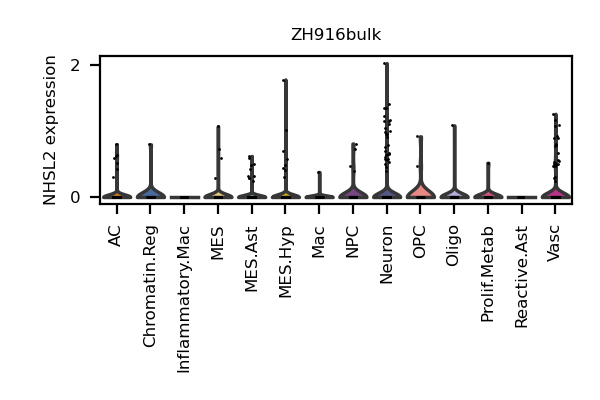 ZH916bulk
NHSL2 expression
2
0
AC
Chromatin.Reg
Inflammatory.Mac
MES
MES.Ast
MES.Hyp
Mac
NPC
Neuron
OPC
Oligo
Prolif.Metab
Reactive.Ast
Vasc